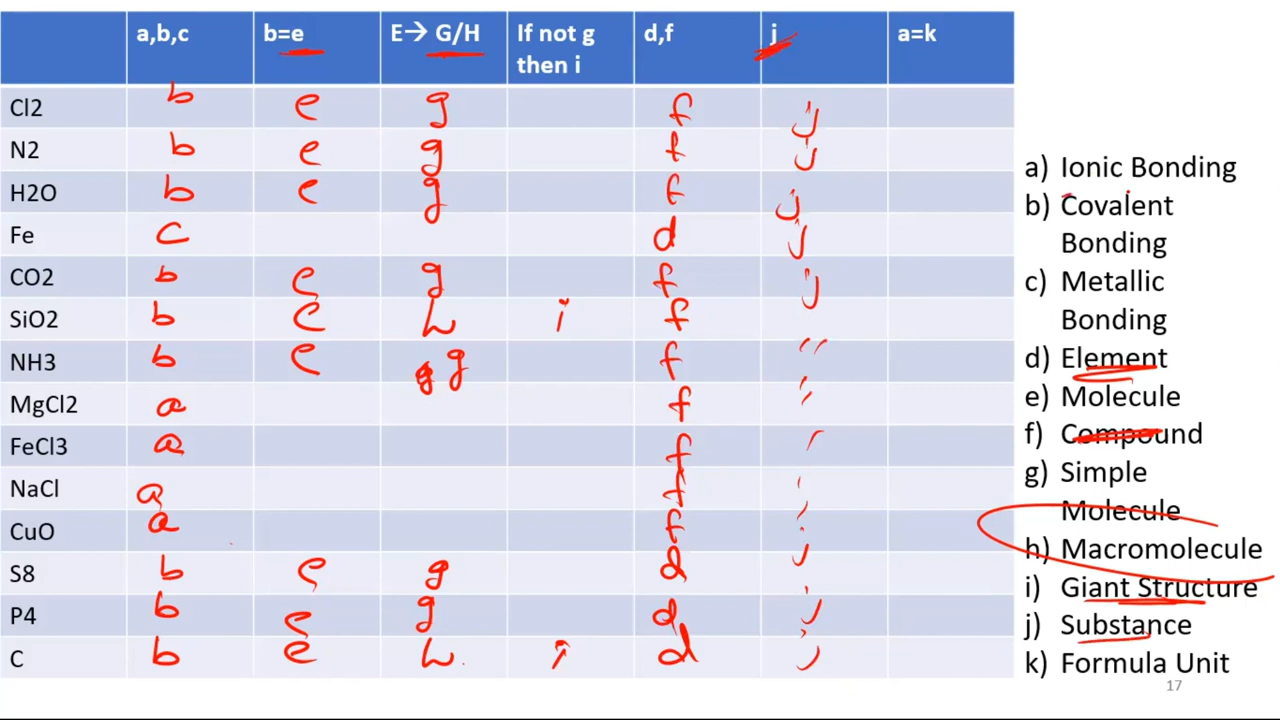 a,b,c b=e E→ G/H If not g then i d,f j a=k
Cl2 b e g f j
N2 b e g f j
H2O b e g f j
Fe c d j
CO2 b e g f j
SiO2 b e h i f
NH3 b e g g f "
MgCl2 a f "
FeCl3 a f
NaCl a f
CuO a f
S8 b e g d j
P4 b e g d j
C b e h i d j
a) Ionic Bonding
b) Covalent
Bonding
c) Metallic
Bonding
d) Element
e) Molecule
f) Compound
g) Simple
Molecule
h) Macromolecule
i) Giant Structure
j) Substance
k) Formula Unit
17